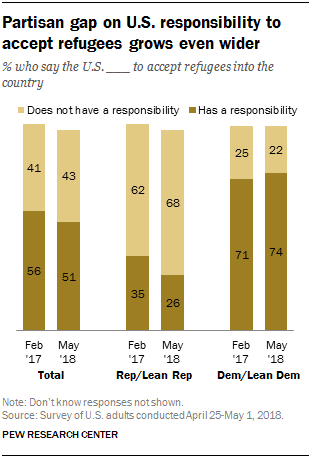 Partisan gap on U.S. responsibility to
accept refugees grows even wider
% who say the U.S. ____ to accept refugees into the
country
Does not have a responsibility Has a responsibility
41 43 62 68 25 22
56 51 35 26 71 74
Feb '17 May '18 Feb '17 May '18 Feb '17 May '18
Total Rep/Lean Rep Dem/Lean Dem
Note: Don't know responses not shown.
Source: Survey of U.S. adults conducted April 25-May 1, 2018.
PEW RESEARCH CENTER